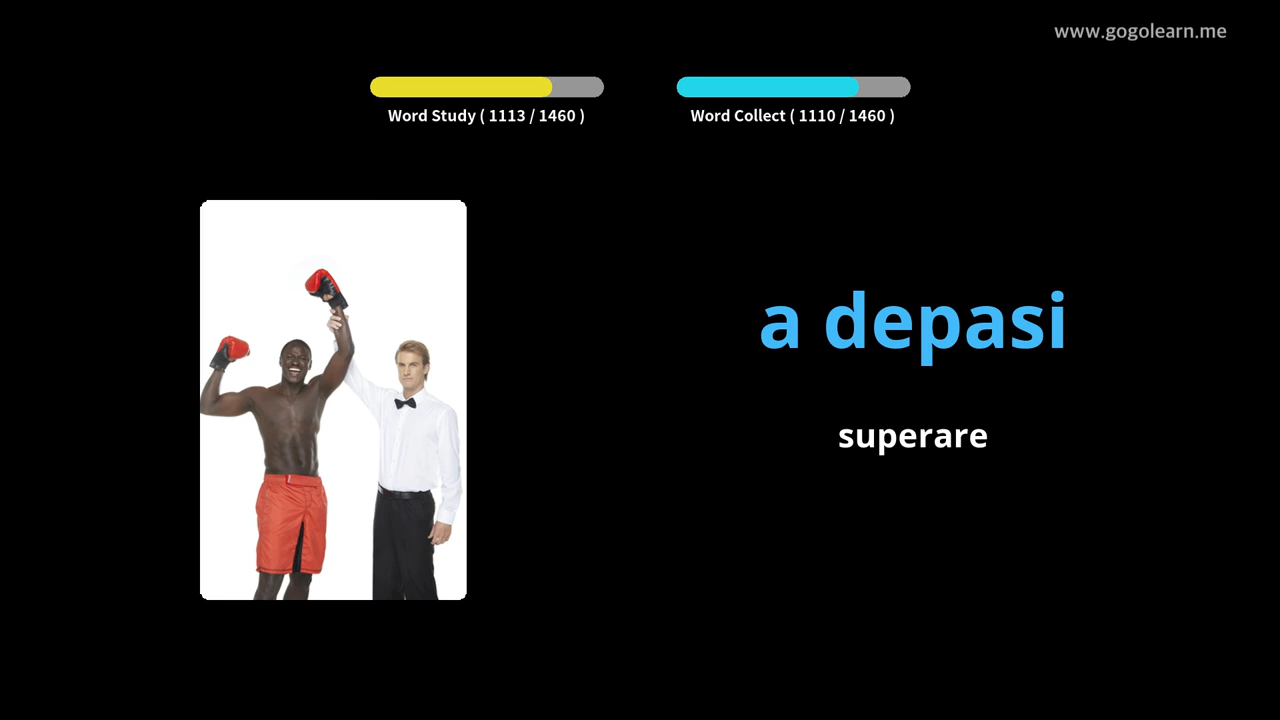 www.gogolearn.me
Word Study ( 1113 / 1460 )
Word Collect ( 1110 / 1460 )
a depasi
superare